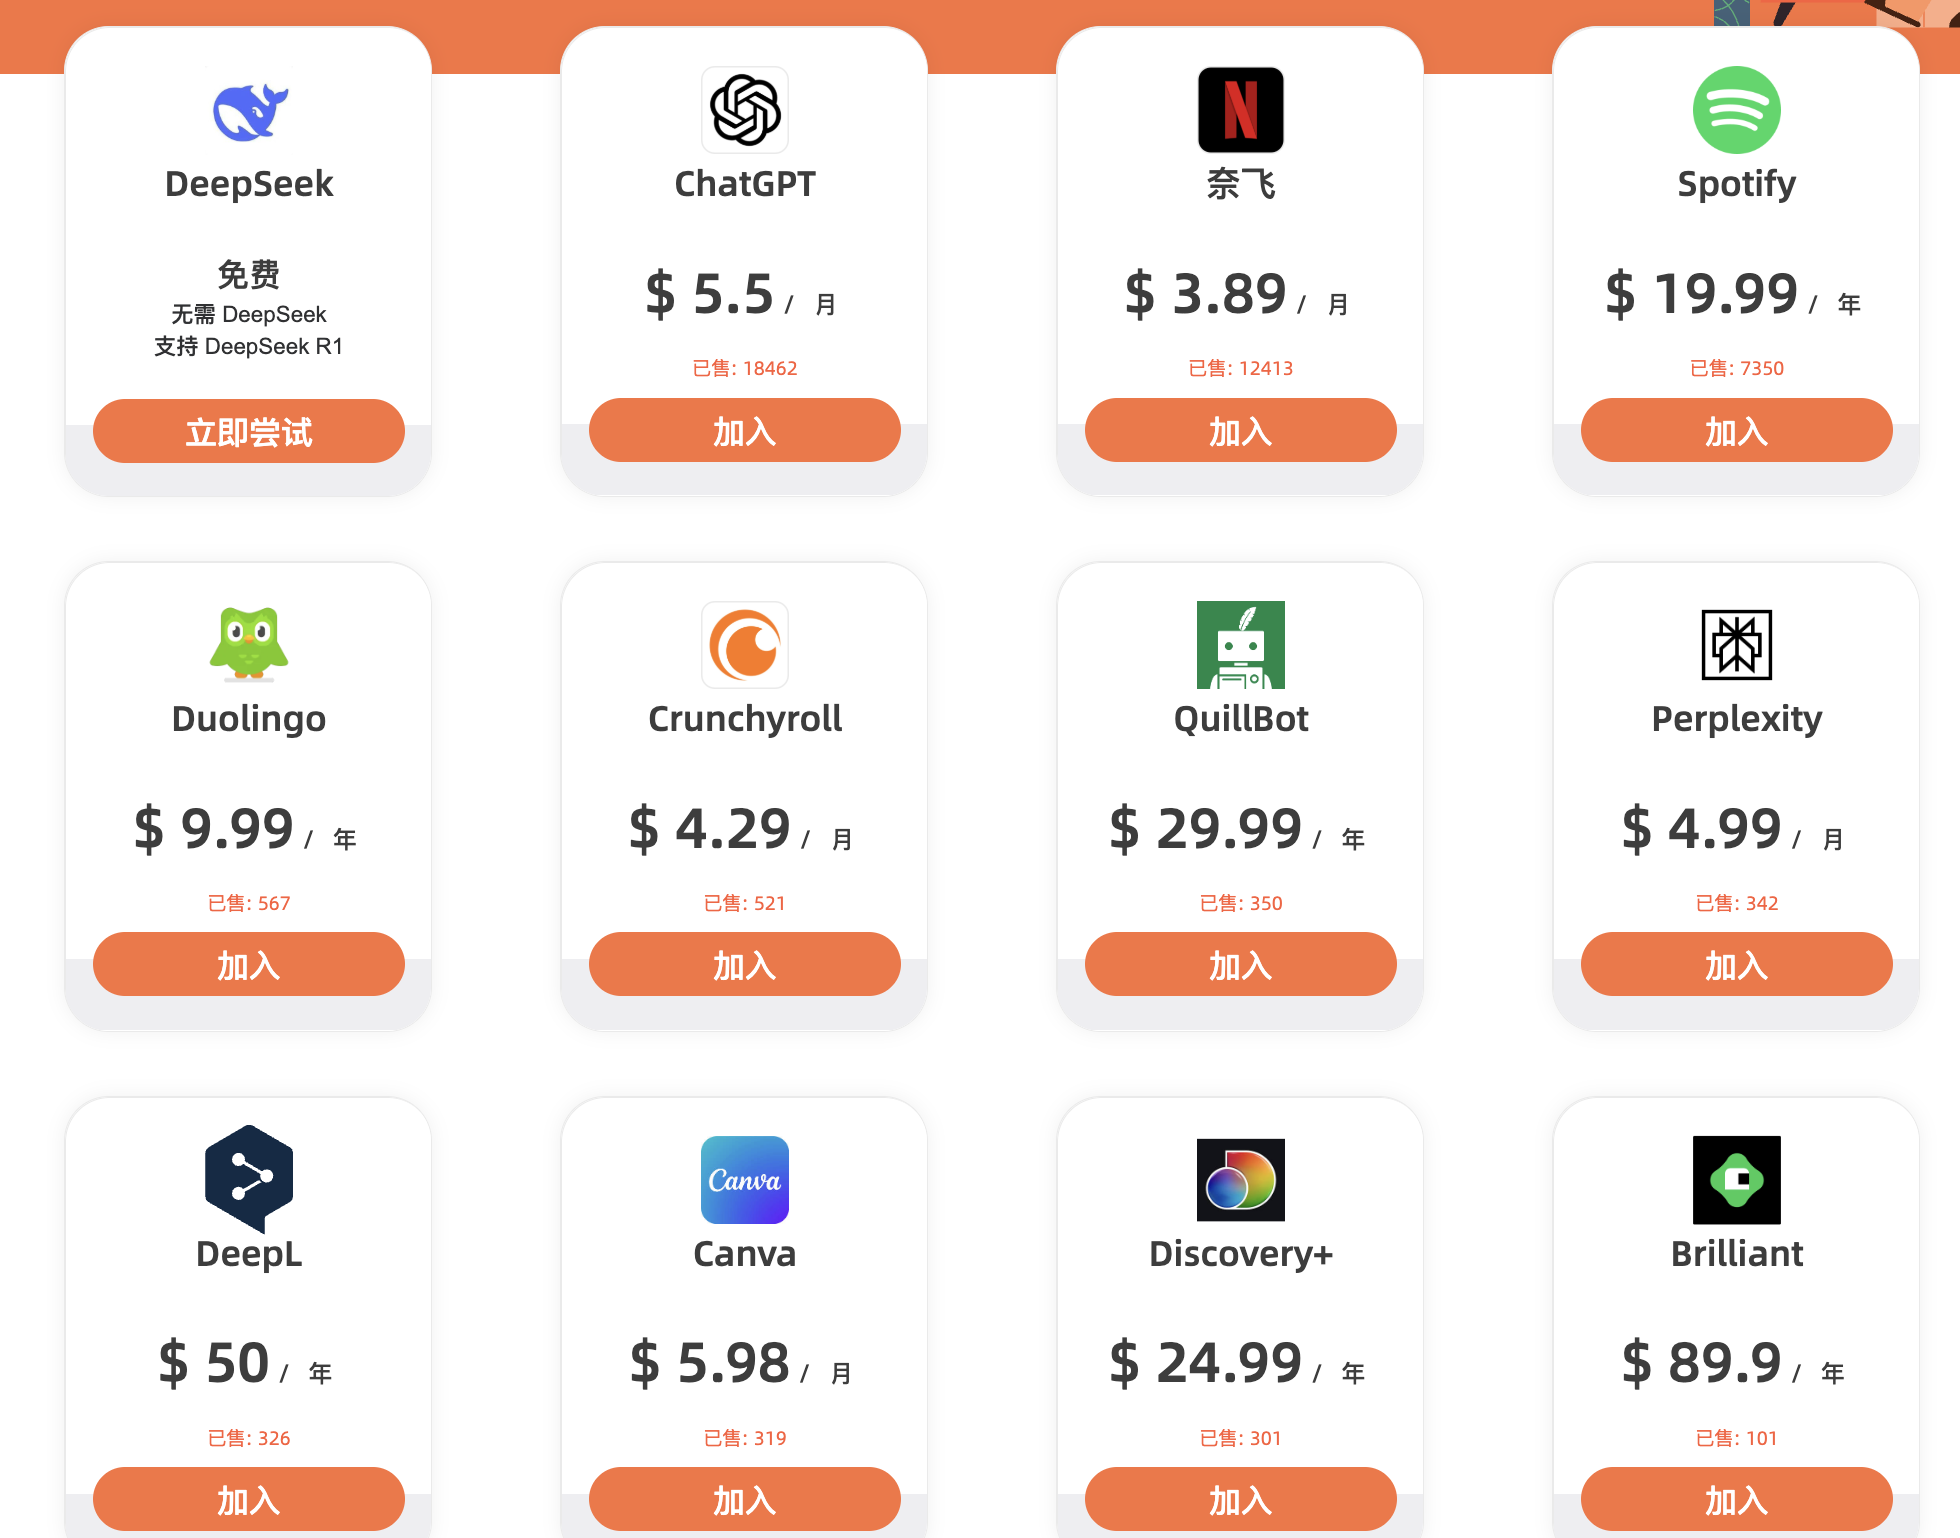 DeepSeek
免费
无需 DeepSeek
支持 DeepSeek R1
立即尝试
ChatGPT
$ 5.5 / 月
已售: 18462
加入
N
奈飞
$ 3.89 / 月
已售: 12413
加入
Spotify
$ 19.99 / 年
已售: 7350
加入
Duolingo
$ 9.99 / 年
已售: 567
加入
Crunchyroll
$ 4.29 / 月
已售: 521
加入
QuillBot
$ 29.99 / 年
已售: 350
加入
Perplexity
$ 4.99 / 月
已售: 342
加入
DeepL
$ 50 / 年
已售: 326
加入
Canva
Canva
$ 5.98 / 月
已售: 319
加入
Discovery+
$ 24.99 / 年
已售: 301
加入
Brilliant
$ 89.9 / 年
已售: 101
加入